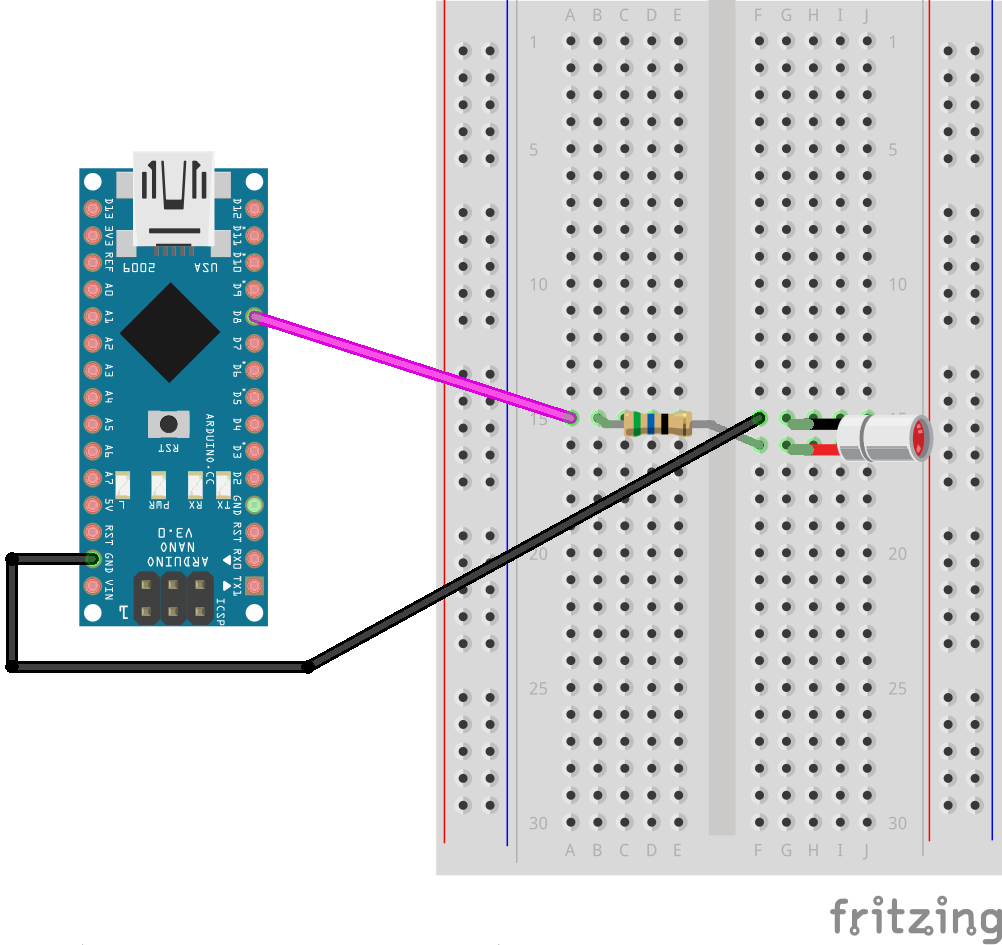 A B C D E F G H I J
1 1
5 5
10 10
15 15
20 20
25 25
30 30
A B C D E F G H I J
D13
3V3
REF
A0
A1
A2
A3
A4
A5
A6
A7
5V
RST
GND
VIN
D12
D11
D10
D9
D8
D7
D6
D5
D4
D3
D2
GND
RST
RX0
TX1
USA
2009
RST
ARDUINO.CC
TX RX PWR L
ARDUINO
NANO
V3.0
ICSP
1
fritzing